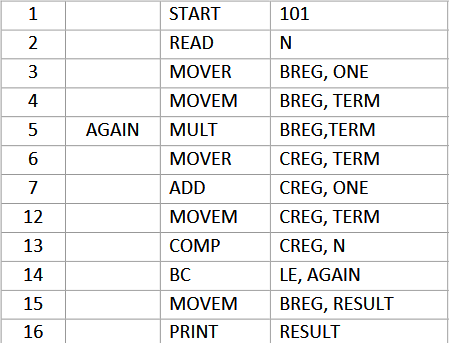 1 START 101
2 READ N
3 MOVER BREG, ONE
4 MOVEM BREG, TERM
5 AGAIN MULT BREG,TERM
6 MOVER CREG, TERM
7 ADD CREG, ONE
12 MOVEM CREG, TERM
13 COMP CREG, N
14 BC LE, AGAIN
15 MOVEM BREG, RESULT
16 PRINT RESULT